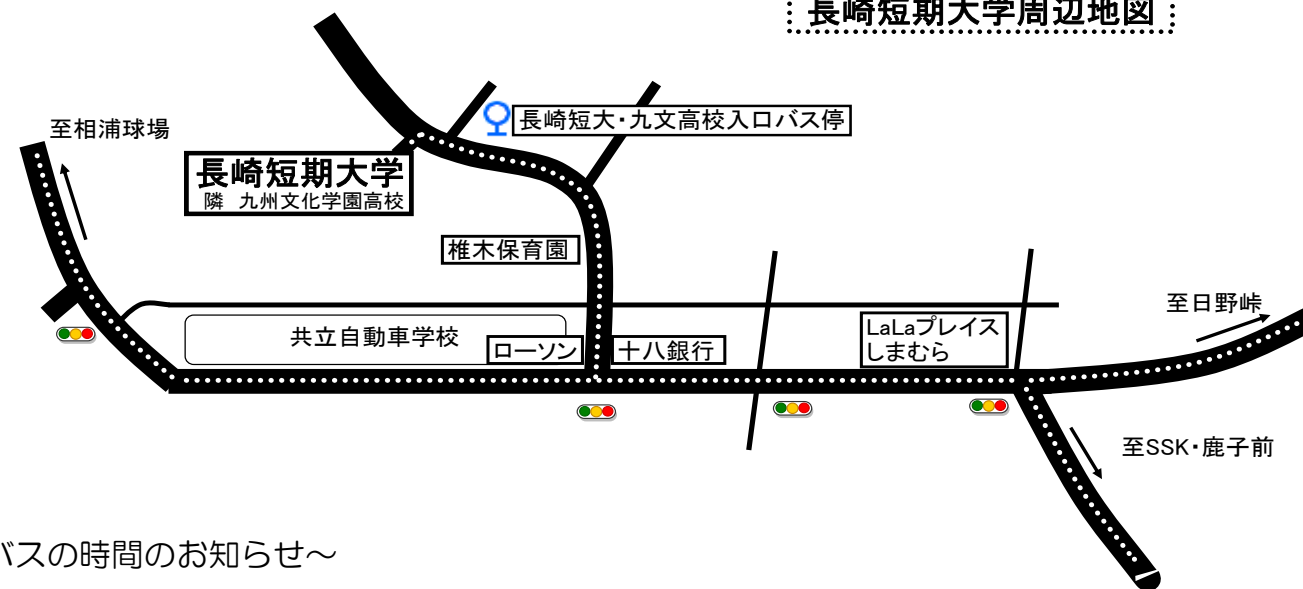 長崎短期大学周辺地図
至相浦球場
長崎短大・九文高校入口バス停
長崎短期大学
隣 九州文化学園高校
椎木保育園
至日野峠
共立自動車学校
ローソン
十八銀行
LaLaプレイス
しまむら
至SSK・鹿子前
バスの時間のお知らせ～